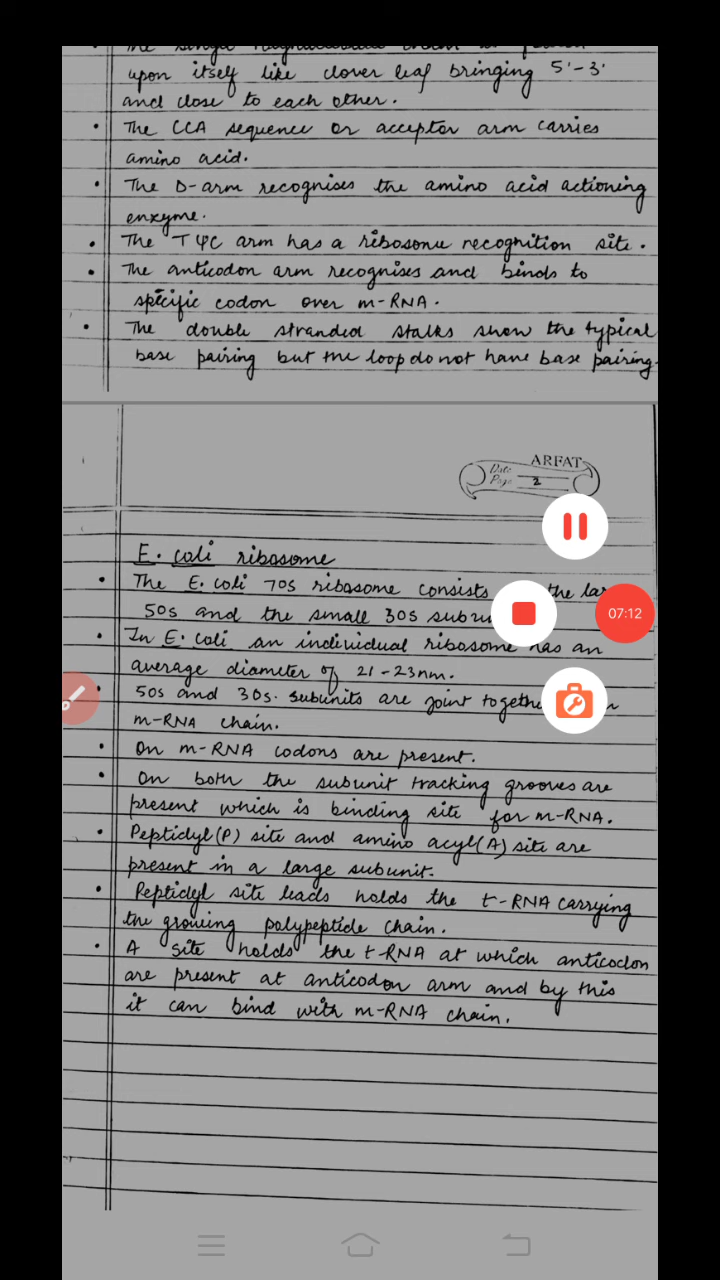 The single
upon itself like clover leaf bringing 5'-3'
and close to each other.
• The CCA sequence or acceptor arm carries
amino acid.
• The D-arm recognises the amino acid actioning
enxyme.
• The TψC arm has a ribosome recognition site.
• The anticodon arm recognises and binds to
specific codon over m-RNA.
• The double stranded stalks show the typical
base pairing but the loop do not have base pairing.
ARFAT
Date
Page 2
E. coli ribosome
• The E. coli 70s ribosome consists the
50s and the small 30s
• In E. coli an individual ribosome has an
average diameter of 21-23nm.
• 50s and 30s. subunits are joint
m-RNA chain.
• On m-RNA codons are present.
• On both the subunit tracking grooves are
present which is binding site for m-RNA.
• Peptidyl(P) site and amino acyl(A) site are
present in a large subunit.
• Peptidyl site leads holds the t-RNA carrying
the growing polypeptide chain.
• A site holds the t-RNA at which anticodon
are present at anticodon arm and by this
it can bind with m-RNA chain.
07:12